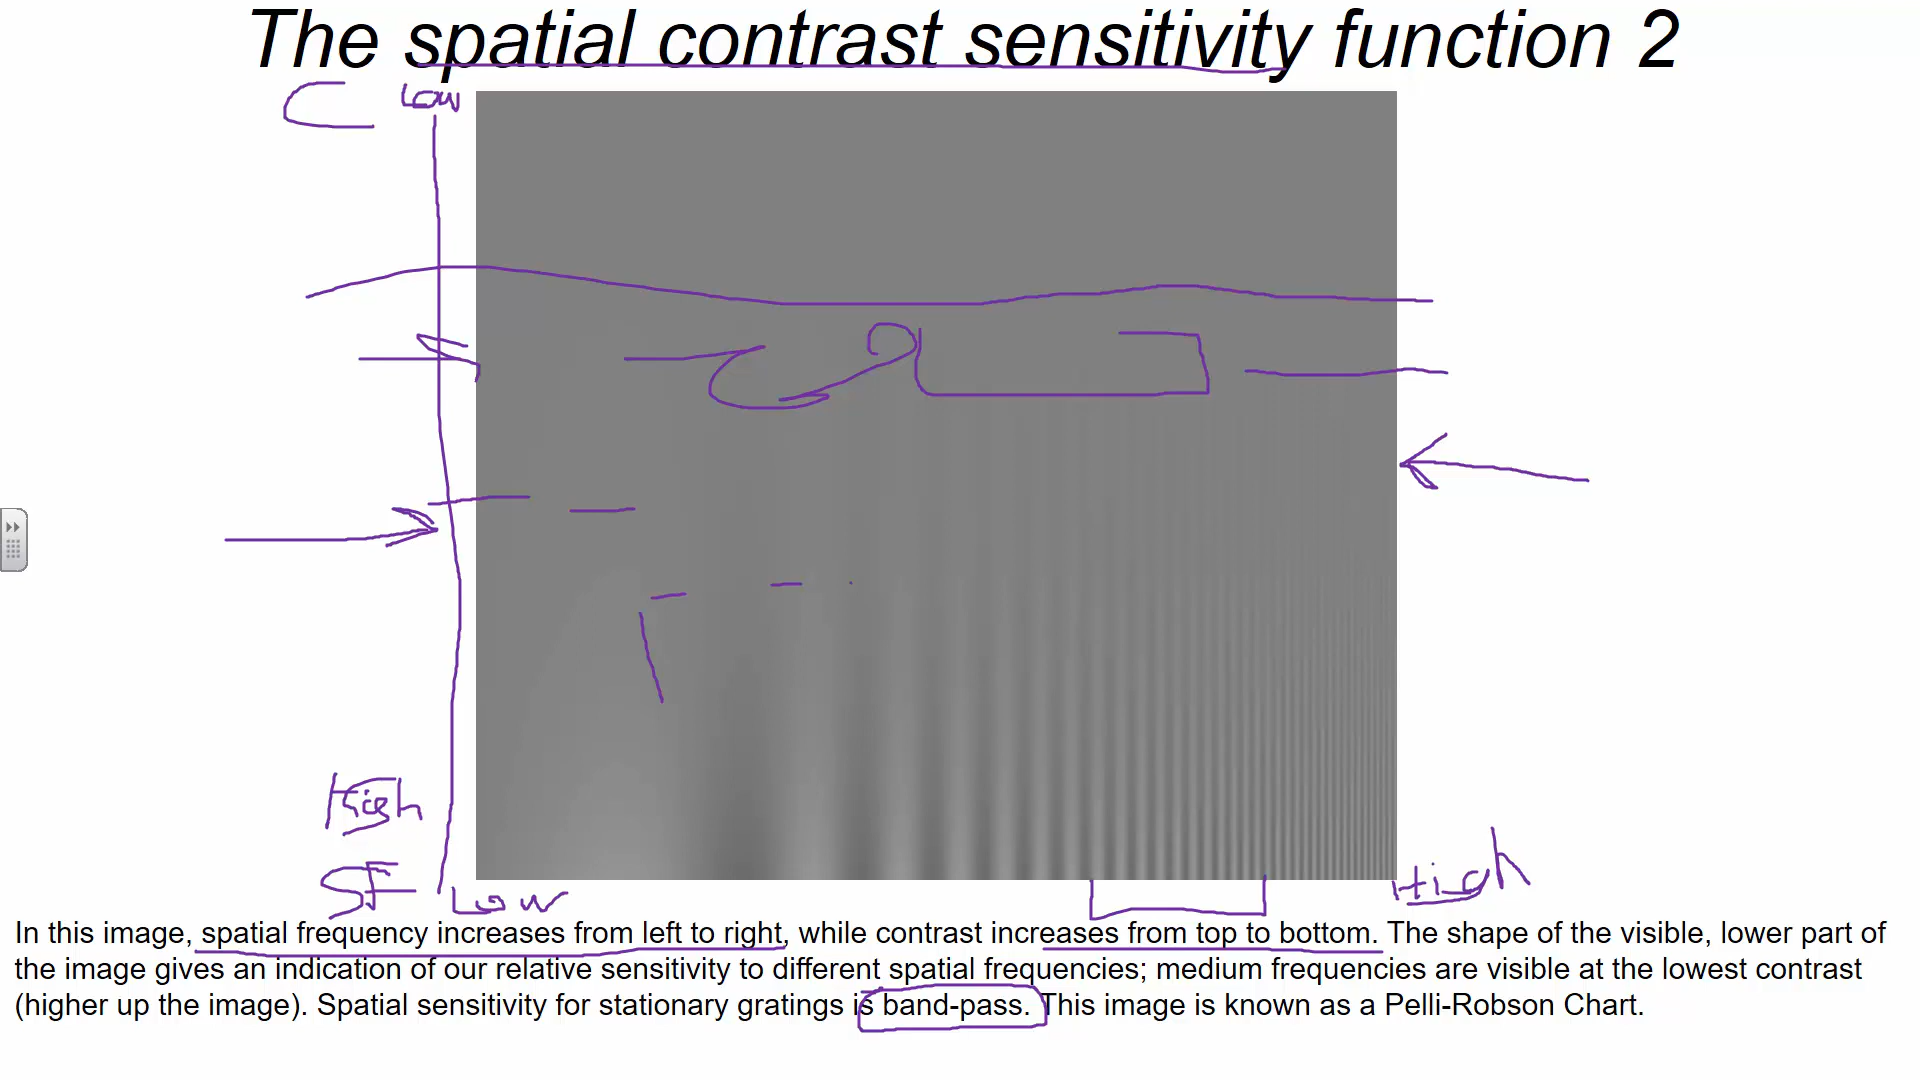 The spatial contrast sensitivity function 2
C Low
High
SF Low High
In this image, spatial frequency increases from left to right, while contrast increases from top to bottom. The shape of the visible, lower part of
the image gives an indication of our relative sensitivity to different spatial frequencies; medium frequencies are visible at the lowest contrast
(higher up the image). Spatial sensitivity for stationary gratings is band-pass. This image is known as a Pelli-Robson Chart.